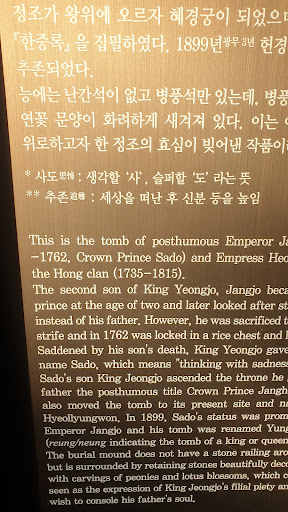 정조가 왕위에 오르자 혜경궁이 되었으
『한중록』을 집필하였다. 1899년광무 3년 헌경
추존되었다.
능에는 난간석이 없고 병풍석만 있는데, 병풍
연꽃 문양이 화려하게 새겨져 있다. 이는
위로하고자 한 정조의 효심이 빚어낸 작품이
* 사도思悼 : 생각할 '사', 슬퍼할 '도' 라는 뜻
** 추존追尊 : 세상을 떠난 후 신분 등을 높임
This is the tomb of posthumous Emperor Ja
-1762, Crown Prince Sado) and Empress Heo
the Hong clan (1735-1815).
The second son of King Yeongjo, Jangjo beca
prince at the age of two and later looked after st
instead of his father. However, he was sacrificed t
strife and in 1762 was locked in a rice chest and l
Saddened by his son's death, King Yeongjo gave
name Sado, which means "thinking with sadness
Sado's son King Jeongjo ascended the throne he
father the posthumous title Crown Prince Jangh
also moved the tomb to its present site and na
Hyeollyungwon. In 1899, Sado's status was prom
Emperor Jangjo and his tomb was renamed Yung
(reung/neung indicating the tomb of a king or queen
The burial mound does not have a stone railing aro
but is surrounded by retaining stones beautifully deco
with carvings of peonies and lotus blossoms, which c
seen as the expression of King Jeongjo's filial piety an
wish to console his father's soul.